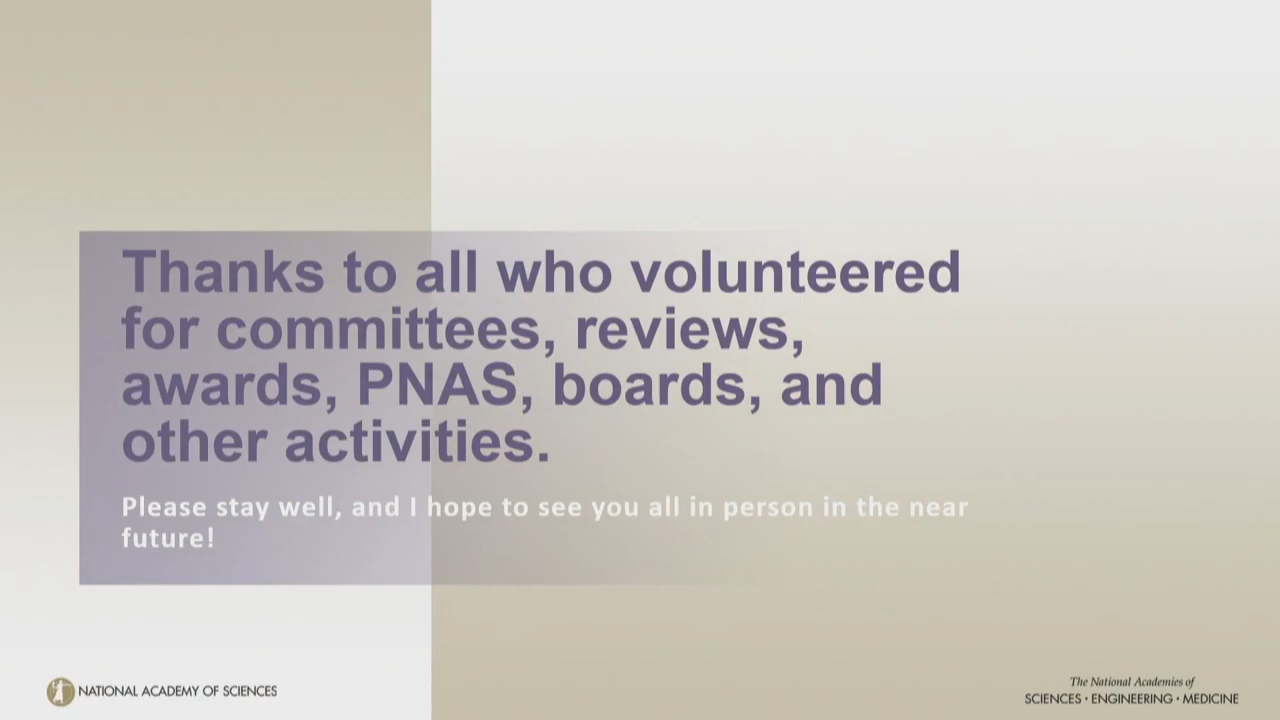 Thanks to all who volunteered
for committees, reviews,
awards, PNAS, boards, and
other activities.
Please stay well, and I hope to see you all in person in the near
future!
NATIONAL ACADEMY OF SCIENCES
The National Academies of
SCIENCES · ENGINEERING · MEDICINE